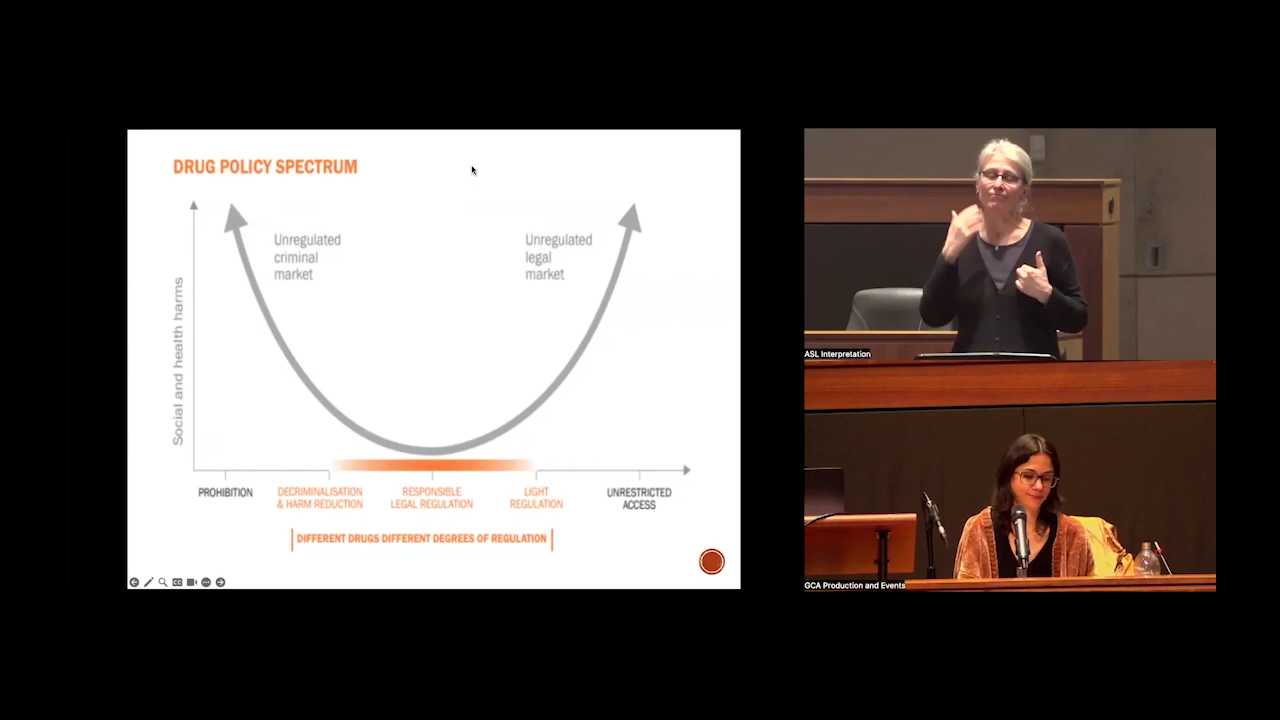 DRUG POLICY SPECTRUM
Unregulated
criminal
market
Unregulated
legal
market
Social and health harms
PROHIBITION
DECRIMINALISATION
& HARM REDUCTION
RESPONSIBLE
LEGAL REGULATION
LIGHT
REGULATION
UNRESTRICTED
ACCESS
DIFFERENT DRUGS DIFFERENT DEGREES OF REGULATION
ASL Interpretation
GCA Production and Events